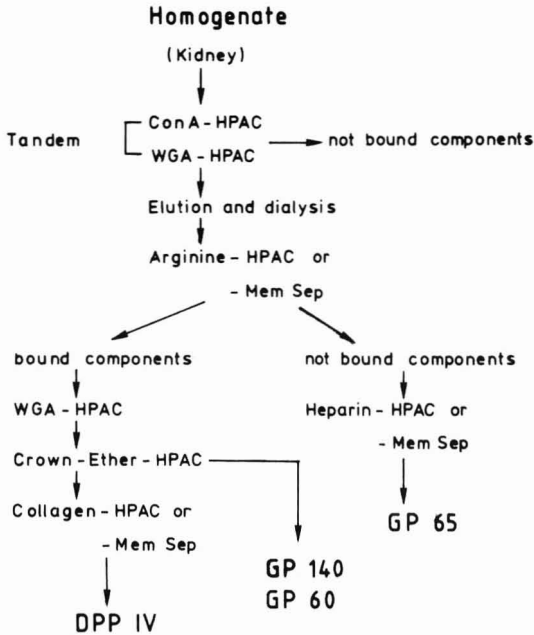 Homogenate
(Kidney)
Tandem
ConA-HPAC
WGA-HPAC
not bound components
Elution and dialysis
Arginine-HPAC or
-Mem Sep
bound components
not bound components
WGA-HPAC
Heparin-HPAC or
-Mem Sep
Crown-Ether-HPAC
Collagen-HPAC or
-Mem Sep
GP 65
GP 140
GP 60
DPP IV